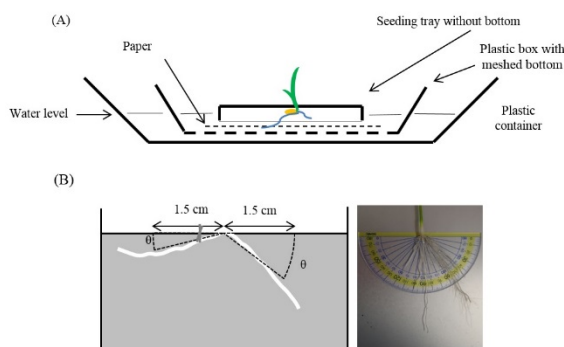 (A)
Seeding tray without bottom
Paper
Plastic box with
meshed bottom
Water level
Plastic
container
(B)
1.5 cm
1.5 cm
θ
θ